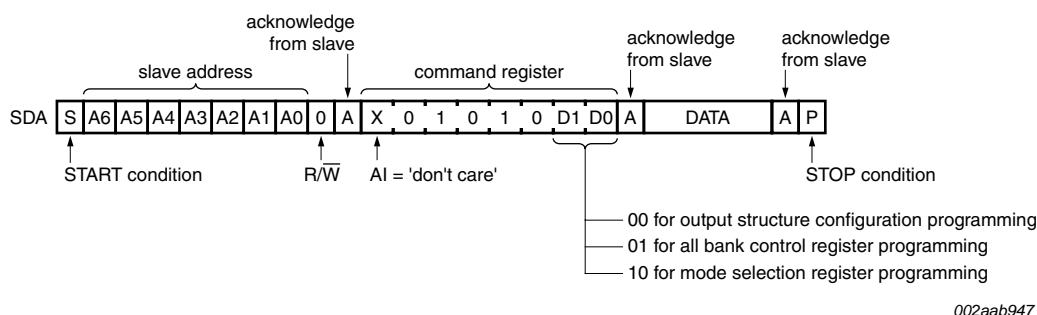 acknowledge
from slave
acknowledge
from slave
acknowledge
from slave
slave address
command register
SDA S A6 A5 A4 A3 A2 A1 A0 0 A X 0 1 0 1 0 D1 D0 A DATA A P
START condition
R/W̅
AI = 'don't care'
STOP condition
00 for output structure configuration programming
01 for all bank control register programming
10 for mode selection register programming
002aab947